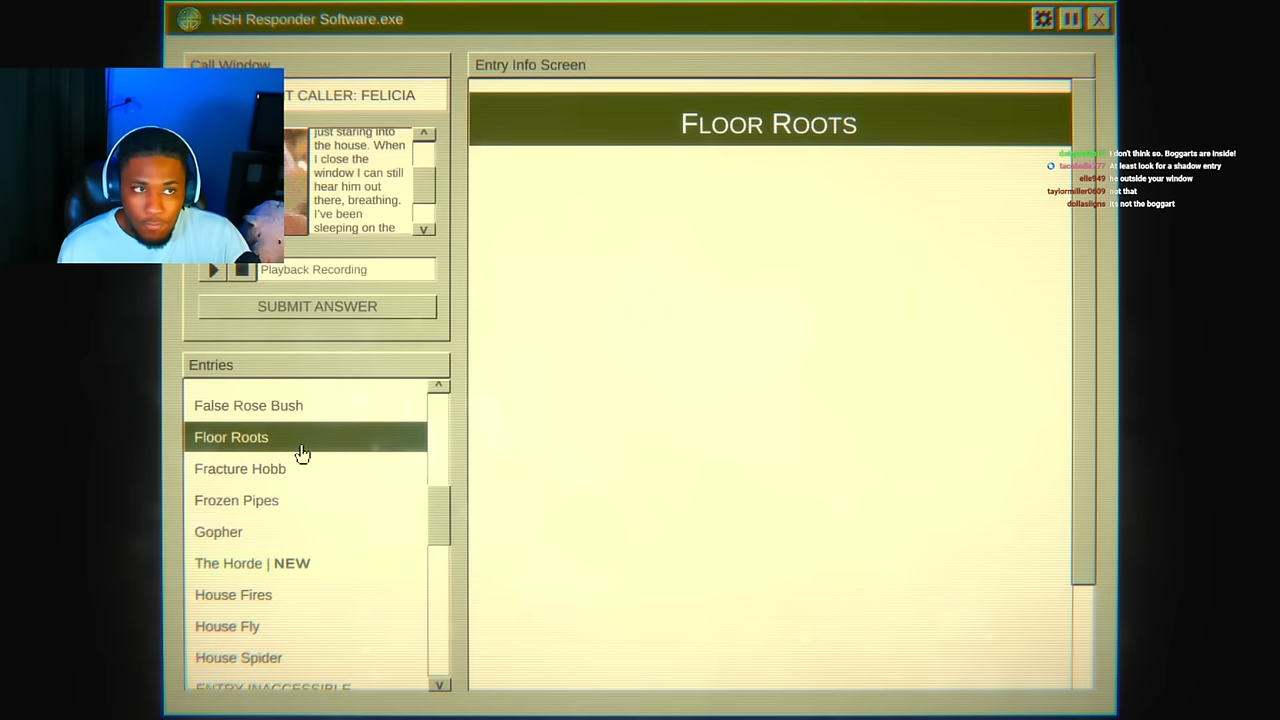 HSH Responder Software.exe
Call Window
T CALLER: FELICIA
just staring into
the house. When
I close the
window I can still
hear him out
there, breathing.
I've been
sleeping on the
Playback Recording
SUBMIT ANSWER
Entries
False Rose Bush
Floor Roots
Fracture Hobb
Frozen Pipes
Gopher
The Horde | NEW
House Fires
House Fly
House Spider
ENTRY INACCESSIBLE
Entry Info Screen
FLOOR ROOTS
I don't think so. Boggarts are Inside!
At least look for a shadow entry
elle949 he outside your window
taylormiller0609 not that
its not the boggart